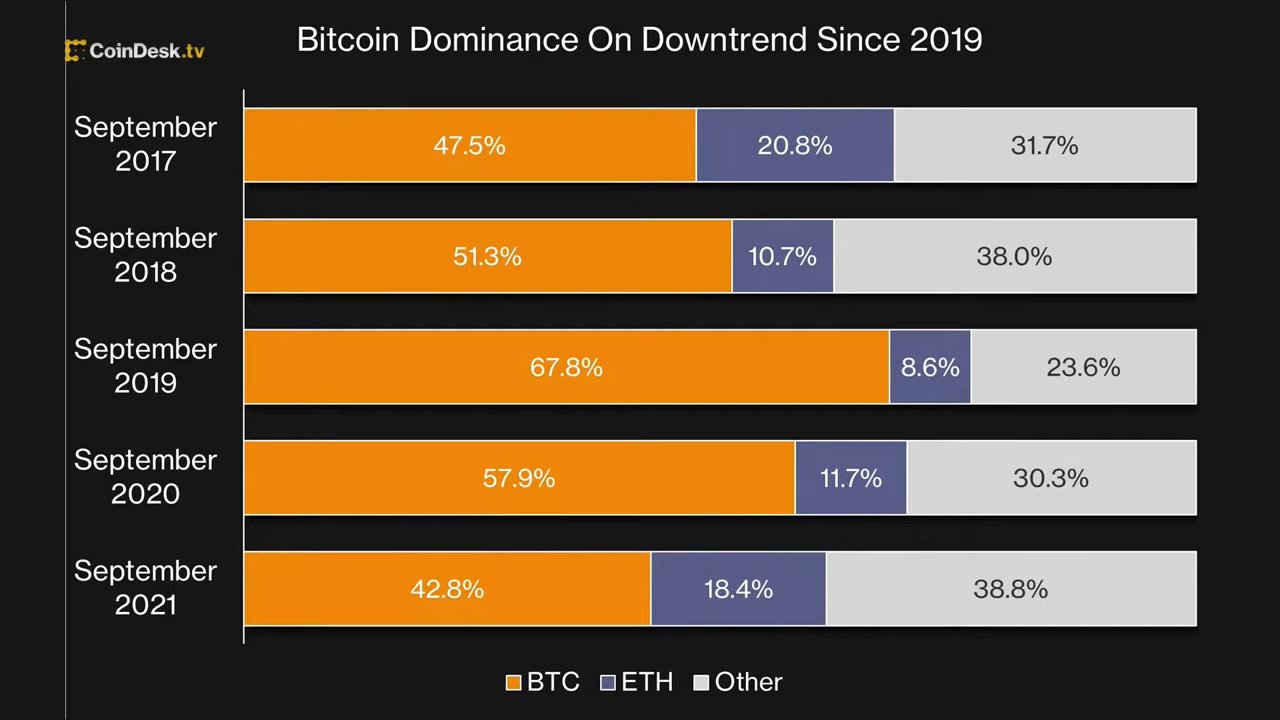 CoinDesk.tv
Bitcoin Dominance On Downtrend Since 2019
September
2017
47.5%
20.8%
31.7%
September
2018
51.3%
10.7%
38.0%
September
2019
67.8%
8.6%
23.6%
September
2020
57.9%
11.7%
30.3%
September
2021
42.8%
18.4%
38.8%
BTC
ETH
Other